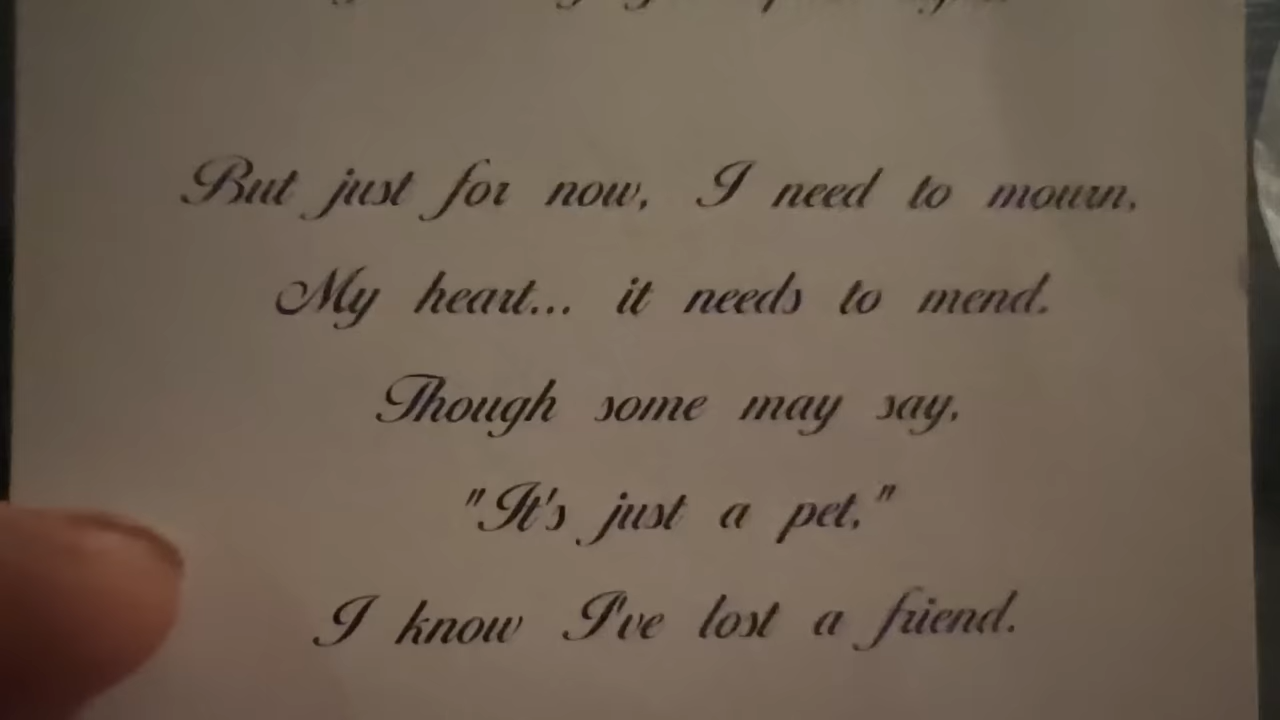 But just for now, I need to mourn,
My heart... it needs to mend.
Though some may say,
"It's just a pet,"
I know I've lost a friend.